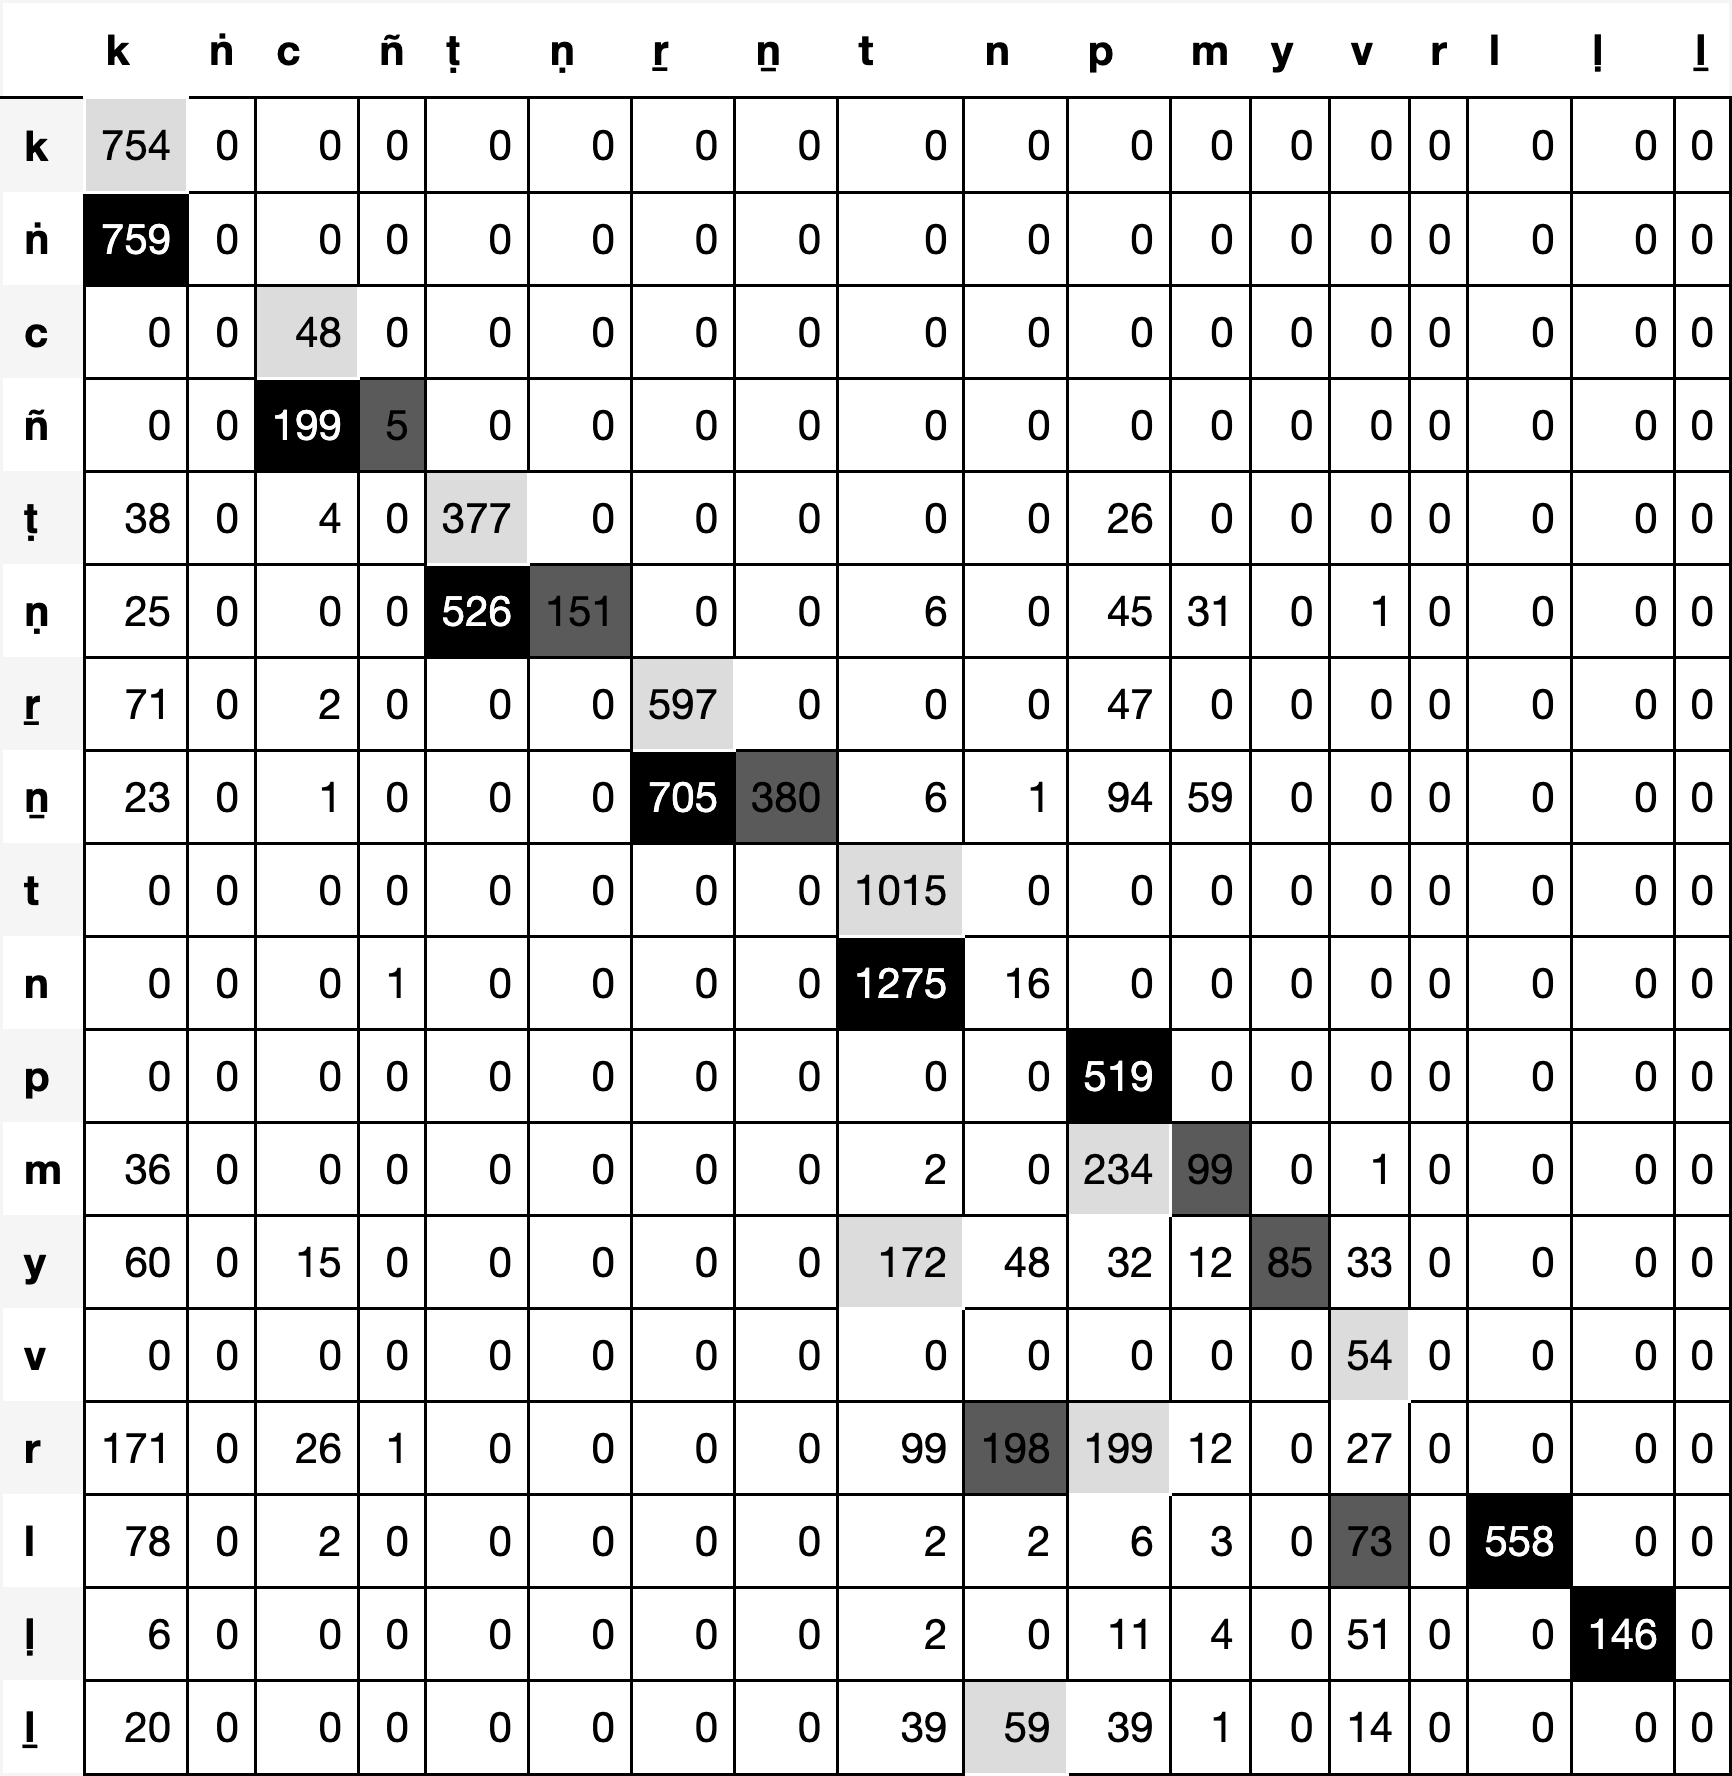 k ṅ c ñ ṭ ṇ ṟ ṉ t n p m y v r l ḷ ḻ
k 754 0 0 0 0 0 0 0 0 0 0 0 0 0 0 0 0 0
ṅ 759 0 0 0 0 0 0 0 0 0 0 0 0 0 0 0 0 0
c 0 0 48 0 0 0 0 0 0 0 0 0 0 0 0 0 0 0
ñ 0 0 199 5 0 0 0 0 0 0 0 0 0 0 0 0 0 0
ṭ 38 0 4 0 377 0 0 0 0 0 26 0 0 0 0 0 0 0
ṇ 25 0 0 0 526 151 0 0 6 0 45 31 0 1 0 0 0 0
ṟ 71 0 2 0 0 0 597 0 0 0 47 0 0 0 0 0 0 0
ṉ 23 0 1 0 0 0 705 380 6 1 94 59 0 0 0 0 0 0
t 0 0 0 0 0 0 0 0 1015 0 0 0 0 0 0 0 0 0
n 0 0 0 1 0 0 0 0 1275 16 0 0 0 0 0 0 0 0
p 0 0 0 0 0 0 0 0 0 0 519 0 0 0 0 0 0 0
m 36 0 0 0 0 0 0 0 2 0 234 99 0 1 0 0 0 0
y 60 0 15 0 0 0 0 0 172 48 32 12 85 33 0 0 0 0
v 0 0 0 0 0 0 0 0 0 0 0 0 0 54 0 0 0 0
r 171 0 26 1 0 0 0 0 99 198 199 12 0 27 0 0 0 0
l 78 0 2 0 0 0 0 0 2 2 6 3 0 73 0 558 0 0
ḷ 6 0 0 0 0 0 0 0 2 0 11 4 0 51 0 0 146 0
ḻ 20 0 0 0 0 0 0 0 39 59 39 1 0 14 0 0 0 0